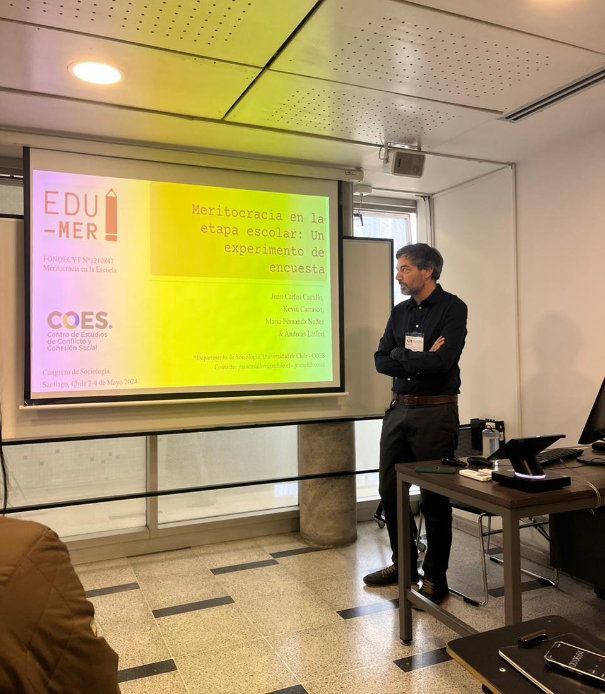 EDU
-MER
FONDECYT N°1210847
Meritocracia en la Escuela
COES.
Centro de Estudios
de Conflicto y
Cohesión Social
Congreso de Sociología
Santiago, Chile 2-4 de Mayo 2024
Meritocracia en la
etapa escolar: Un
experimento de
encuesta
Juan Carlos Castillo,
Kevin Carrasco,
María Fernanda Núñez
& Andreas Laffert
*Departamento de Sociología, Universidad de Chile - COES
Contacto: